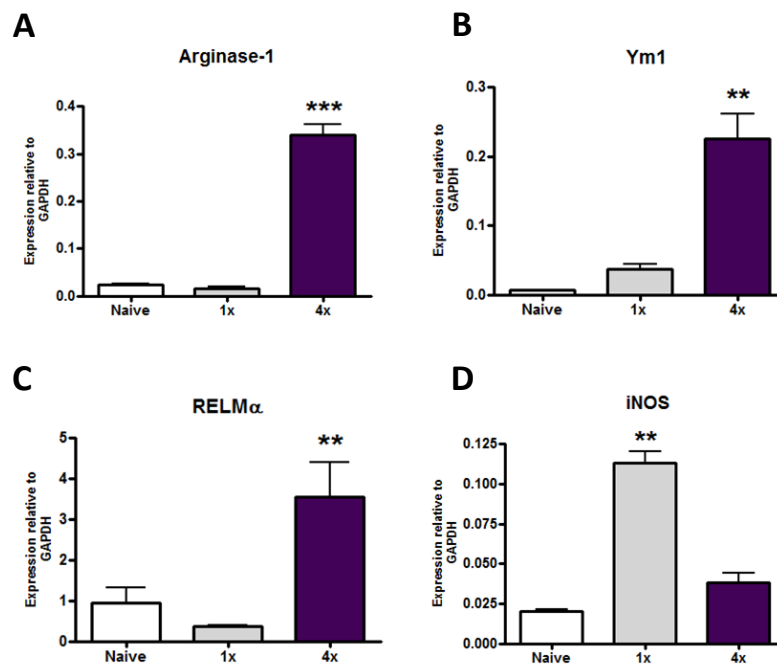 A
Arginase-1
Expression relative to
GAPDH
0.4
0.3
0.2
0.1
0.0
***
Naive 1x 4x
B
Ym1
Expression relative to
GAPDH
0.3
0.2
0.1
0.0
**
Naive 1x 4x
C
RELMα
Expression relative to
GAPDH
5
4
3
2
1
0
**
Naive 1x 4x
D
iNOS
Expression relative to
GAPDH
0.125
0.100
0.075
0.050
0.025
0.000
**
Naive 1x 4x